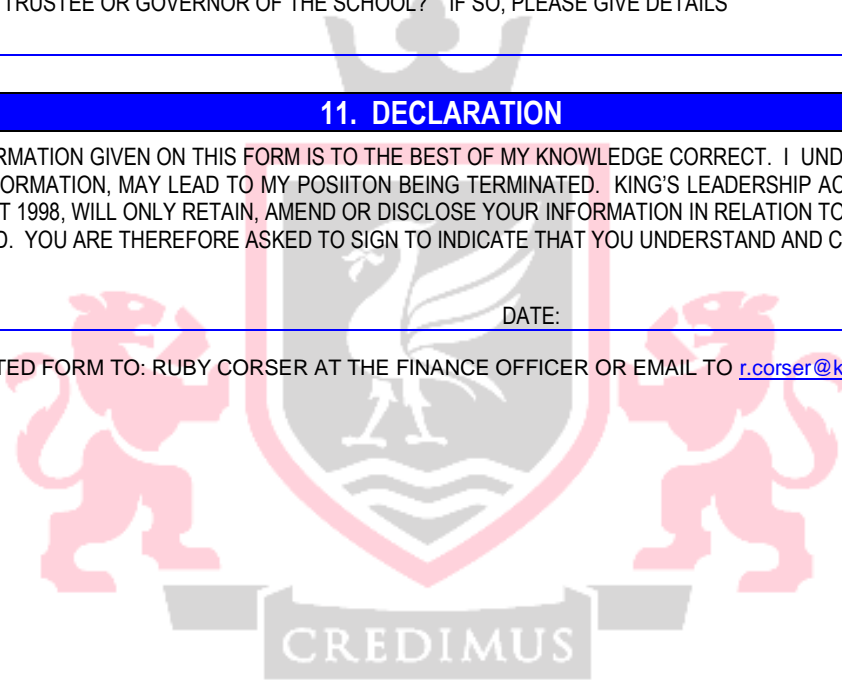 TRUSTEE OR GOVERNOR OF THE SCHOOL? IF SO, PLEASE GIVE DETAILS
11. DECLARATION
RMATION GIVEN ON THIS FORM IS TO THE BEST OF MY KNOWLEDGE CORRECT. I UND
FORMATION, MAY LEAD TO MY POSIITON BEING TERMINATED. KING'S LEADERSHIP AC
T 1998, WILL ONLY RETAIN, AMEND OR DISCLOSE YOUR INFORMATION IN RELATION TO
D. YOU ARE THEREFORE ASKED TO SIGN TO INDICATE THAT YOU UNDERSTAND AND C
DATE:
TED FORM TO: RUBY CORSER AT THE FINANCE OFFICER OR EMAIL TO r.corser@k
CREDIMUS